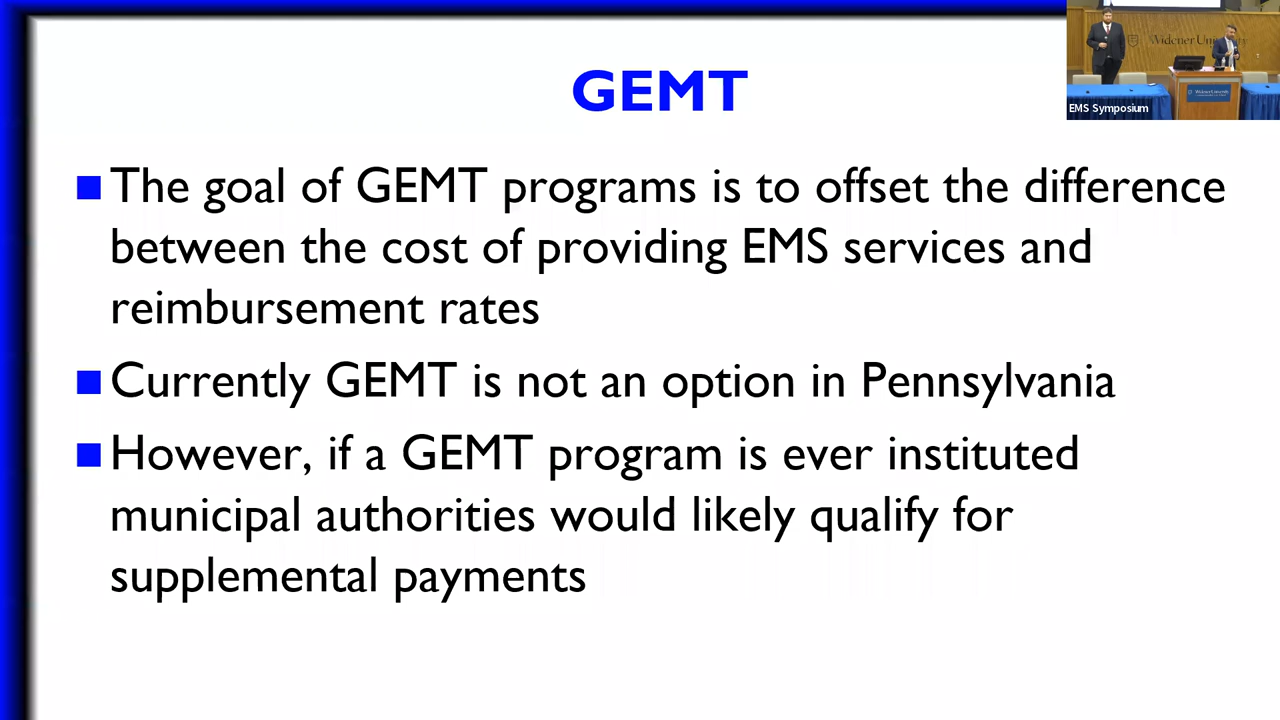 GEMT
The goal of GEMT programs is to offset the difference
between the cost of providing EMS services and
reimbursement rates
Currently GEMT is not an option in Pennsylvania
However, if a GEMT program is ever instituted
municipal authorities would likely qualify for
supplemental payments
Widener University
EMS Symposium